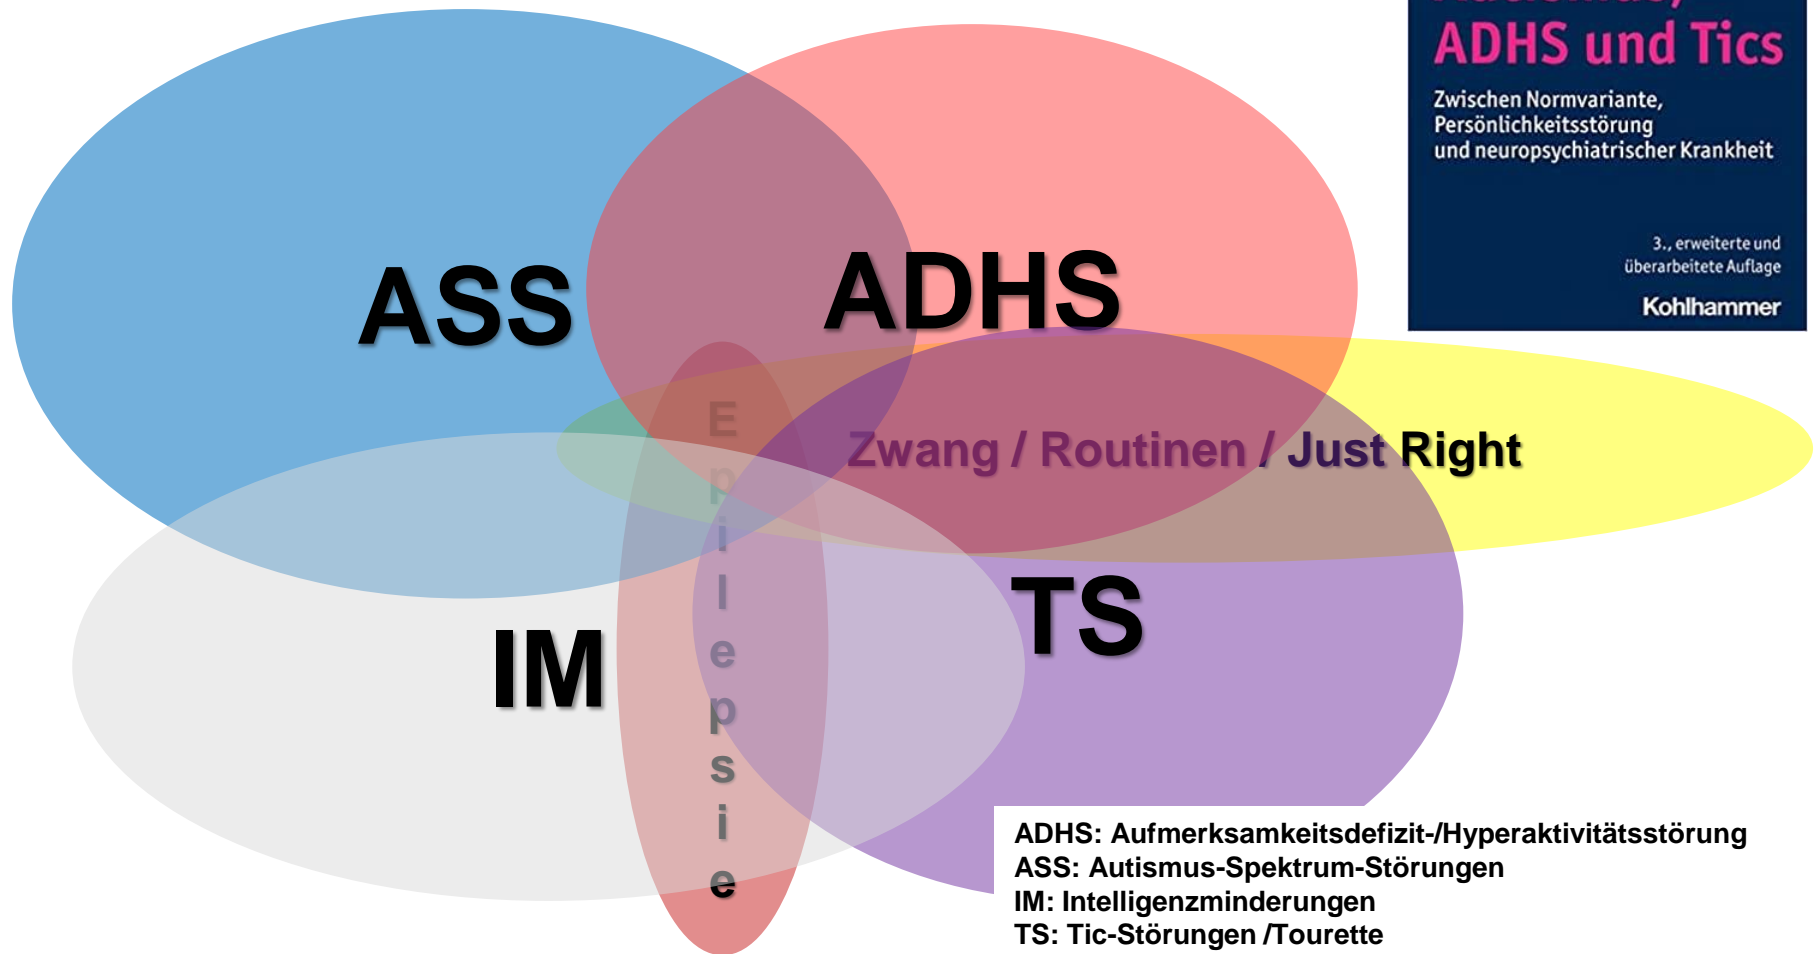 ADHS und Tics
Zwischen Normvariante,
Persönlichkeitsstörung
und neuropsychiatrischer Krankheit
3., erweiterte und
überarbeitete Auflage
Kohlhammer
ASS
ADHS
Epilepsie
Zwang / Routinen / Just Right
TS
IM
ADHS: Aufmerksamkeitsdefizit-/Hyperaktivitätsstörung
ASS: Autismus-Spektrum-Störungen
IM: Intelligenzminderungen
TS: Tic-Störungen /Tourette